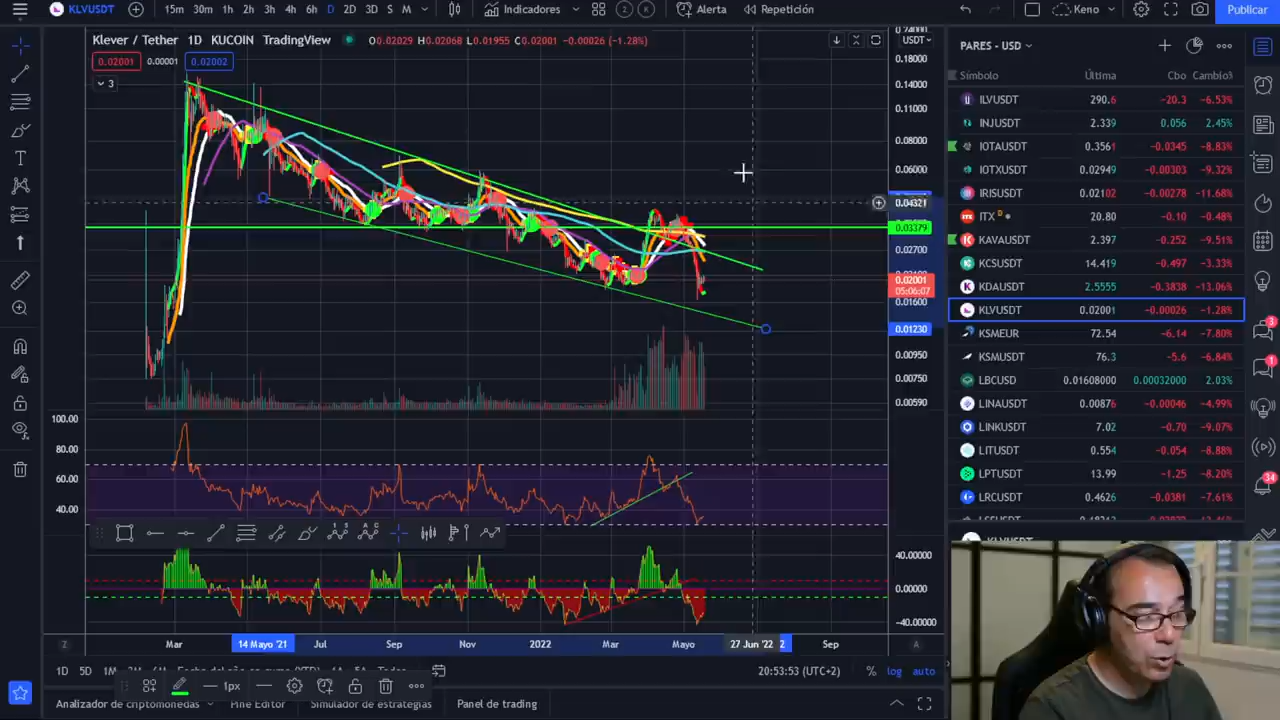 KLVUSDT 15m 30m 1h 2h 3h 4h 6h D 2D 3D S M Indicadores Alerta Repetición Keno Publicar
Klever / Tether 1D KUCOIN TradingView O0.02029 H0.02068 L0.01955 C0.02001 -0.00026 (-1.28%) USDT
0.02001 0.00001 0.02002
3
0.18000
0.14000
0.11000
0.08000
0.06000
0.04321
0.03379
0.02700
0.02001
05:06:07
0.01600
0.01230
0.00950
0.00750
0.00590
100.00
80.00
60.00
40.00
40.00000
0.00000
-40.00000
Z Mar 14 Mayo '21 Jul Sep Nov 2022 Mar Mayo 27 Jun '22 2 Sep A
1D 5D 1M 20:53:53 (UTC+2) % log auto
1px
Analizador de criptomonedas Pine Editor Simulador de estrategias Panel de trading
PARES - USD
Símbolo Última Cbo Cambio%
ILVUSDT 290.6 -20.3 -6.53%
INJUSDT 2.339 0.056 2.45%
IOTAUSDT 0.3561 -0.0345 -8.83%
IOTXUSDT 0.02949 -0.00303 -9.32%
IRISUSDT 0.02102 -0.00278 -11.68%
ITX D 20.80 -0.10 -0.48%
KAVAUSDT 2.397 -0.252 -9.51%
KCSUSDT 14.419 -0.497 -3.33%
KDAUSDT 2.5555 -0.3838 -13.06%
KLVUSDT 0.02001 -0.00026 -1.28%
KSMEUR 72.54 -6.14 -7.80%
KSMUSDT 76.3 -5.6 -6.84%
LBCUSD 0.01608000 0.00032000 2.03%
LINAUSDT 0.00876 -0.00046 -4.99%
LINKUSDT 7.02 -0.70 -9.07%
LITUSDT 0.554 -0.054 -8.88%
LPTUSDT 13.99 -1.25 -8.20%
LRCUSDT 0.4626 -0.0381 -7.61%
KLVUSDT
3
1
34